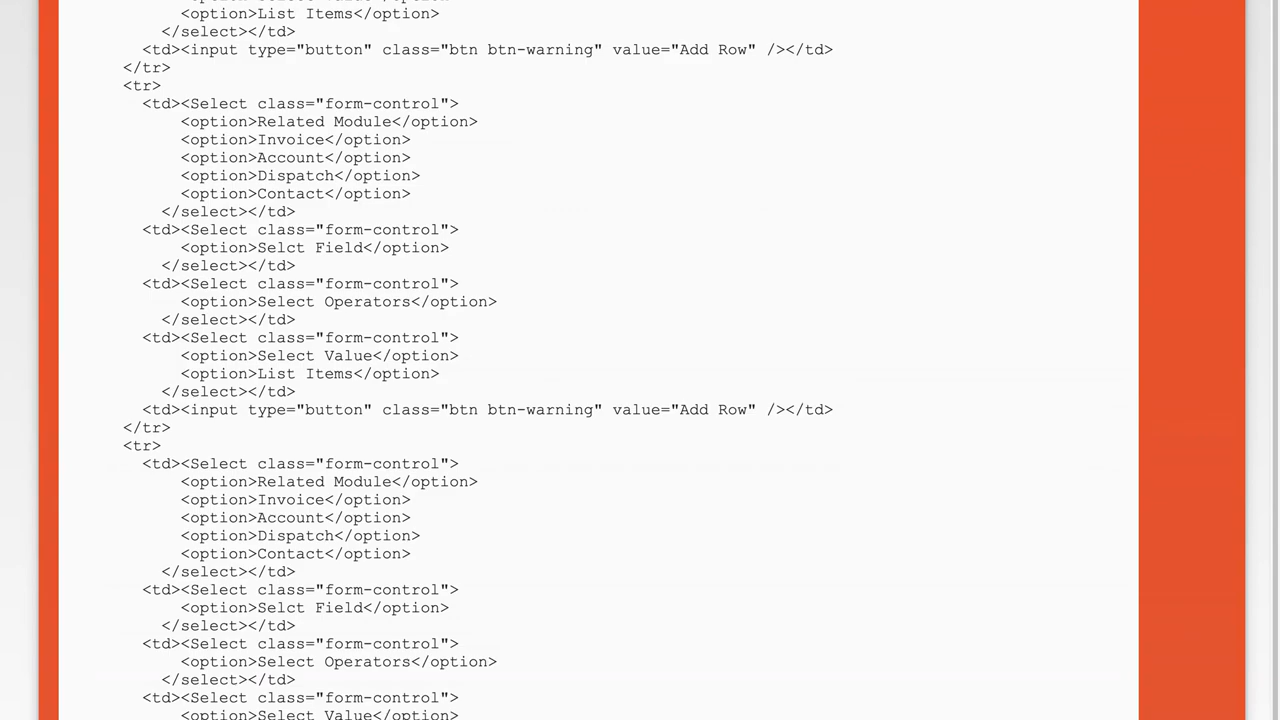 <option>List Items</option>
</select></td>
<td><input type="button" class="btn btn-warning" value="Add Row" /></td>
</tr>
<tr>
<td><Select class="form-control">
<option>Related Module</option>
<option>Invoice</option>
<option>Account</option>
<option>Dispatch</option>
<option>Contact</option>
</select></td>
<td><Select class="form-control">
<option>Selct Field</option>
</select></td>
<td><Select class="form-control">
<option>Select Operators</option>
</select></td>
<td><Select class="form-control">
<option>Select Value</option>
<option>List Items</option>
</select></td>
<td><input type="button" class="btn btn-warning" value="Add Row" /></td>
</tr>
<tr>
<td><Select class="form-control">
<option>Related Module</option>
<option>Invoice</option>
<option>Account</option>
<option>Dispatch</option>
<option>Contact</option>
</select></td>
<td><Select class="form-control">
<option>Selct Field</option>
</select></td>
<td><Select class="form-control">
<option>Select Operators</option>
</select></td>
<td><Select class="form-control">
<option>Select Value</option>